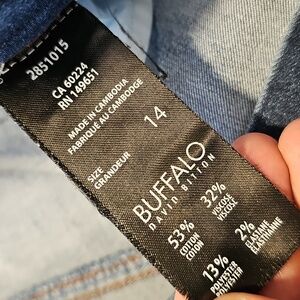 2851015
CA 60224
RN 149651
MADE IN CAMBODIA
FABRIQUÉ AU CAMBODGE
SIZE
GRANDEUR
14
BUFFALO
DAVID BITTON
53%
COTTON
COTON
32%
VISCOSE
VISCOSE
13%
POLYESTER
POLYESTER
2%
ELASTANE
ÉLASTHANNE